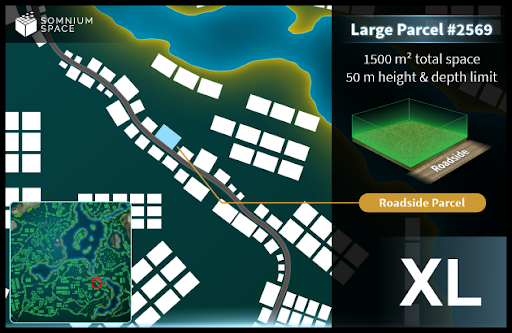 SOMNIUM
SPACE
Large Parcel #2569
1500 m² total space
50 m height & depth limit
Roadside
Roadside Parcel
XL